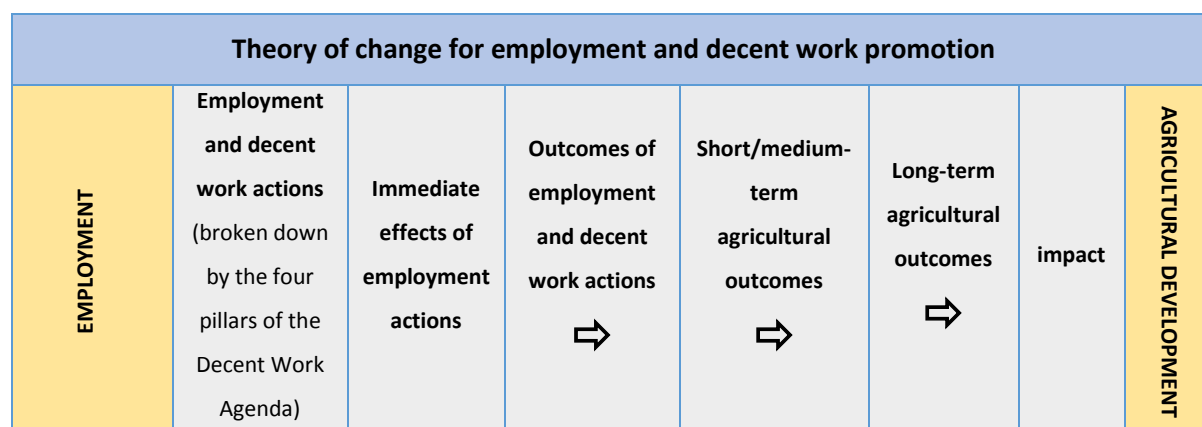 Theory of change for employment and decent work promotion
EMPLOYMENT
Employment
and decent
work actions
(broken down
by the four
pillars of the
Decent Work
Agenda)
Immediate
effects of
employment
actions
Outcomes of
employment
and decent
work actions
⇨
Short/medium-
term
agricultural
outcomes
⇨
Long-term
agricultural
outcomes
⇨
impact
AGRICULTURAL DEVELOPMENT